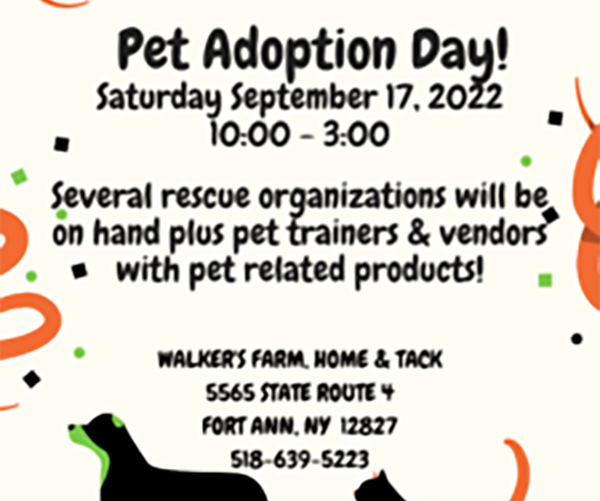 Pet Adoption Day!
Saturday September 17, 2022
10:00 - 3:00
Several rescue organizations will be
on hand plus pet trainers & vendors
with pet related products!
WALKER'S FARM, HOME & TACK
5565 STATE ROUTE 4
FORT ANN, NY 12827
518-639-5223